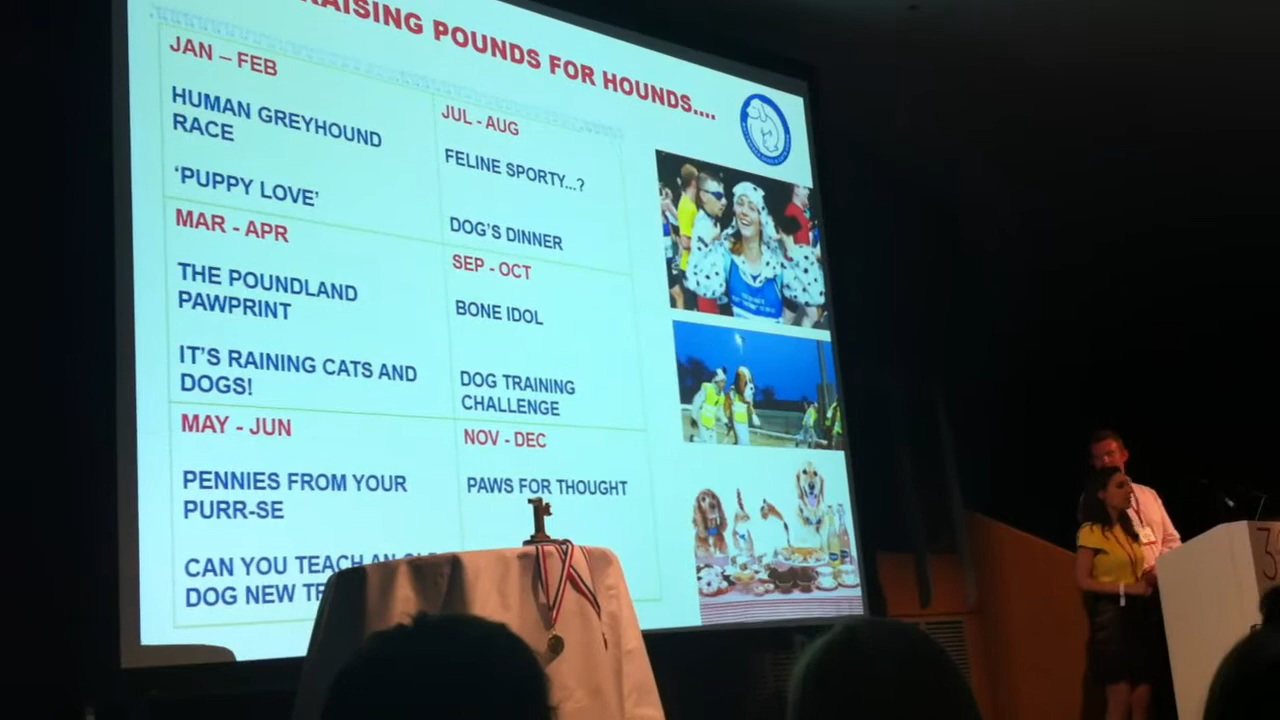 RAISING POUNDS FOR HOUNDS....
JAN – FEB
HUMAN GREYHOUND
RACE
‘PUPPY LOVE’
MAR - APR
THE POUNDLAND
PAWPRINT
IT'S RAINING CATS AND
DOGS!
MAY - JUN
PENNIES FROM YOUR
PURR-SE
CAN YOU TEACH AN OLD
DOG NEW
JUL - AUG
FELINE SPORTY...?
DOG'S DINNER
SEP - OCT
BONE IDOL
DOG TRAINING
CHALLENGE
NOV - DEC
PAWS FOR THOUGHT